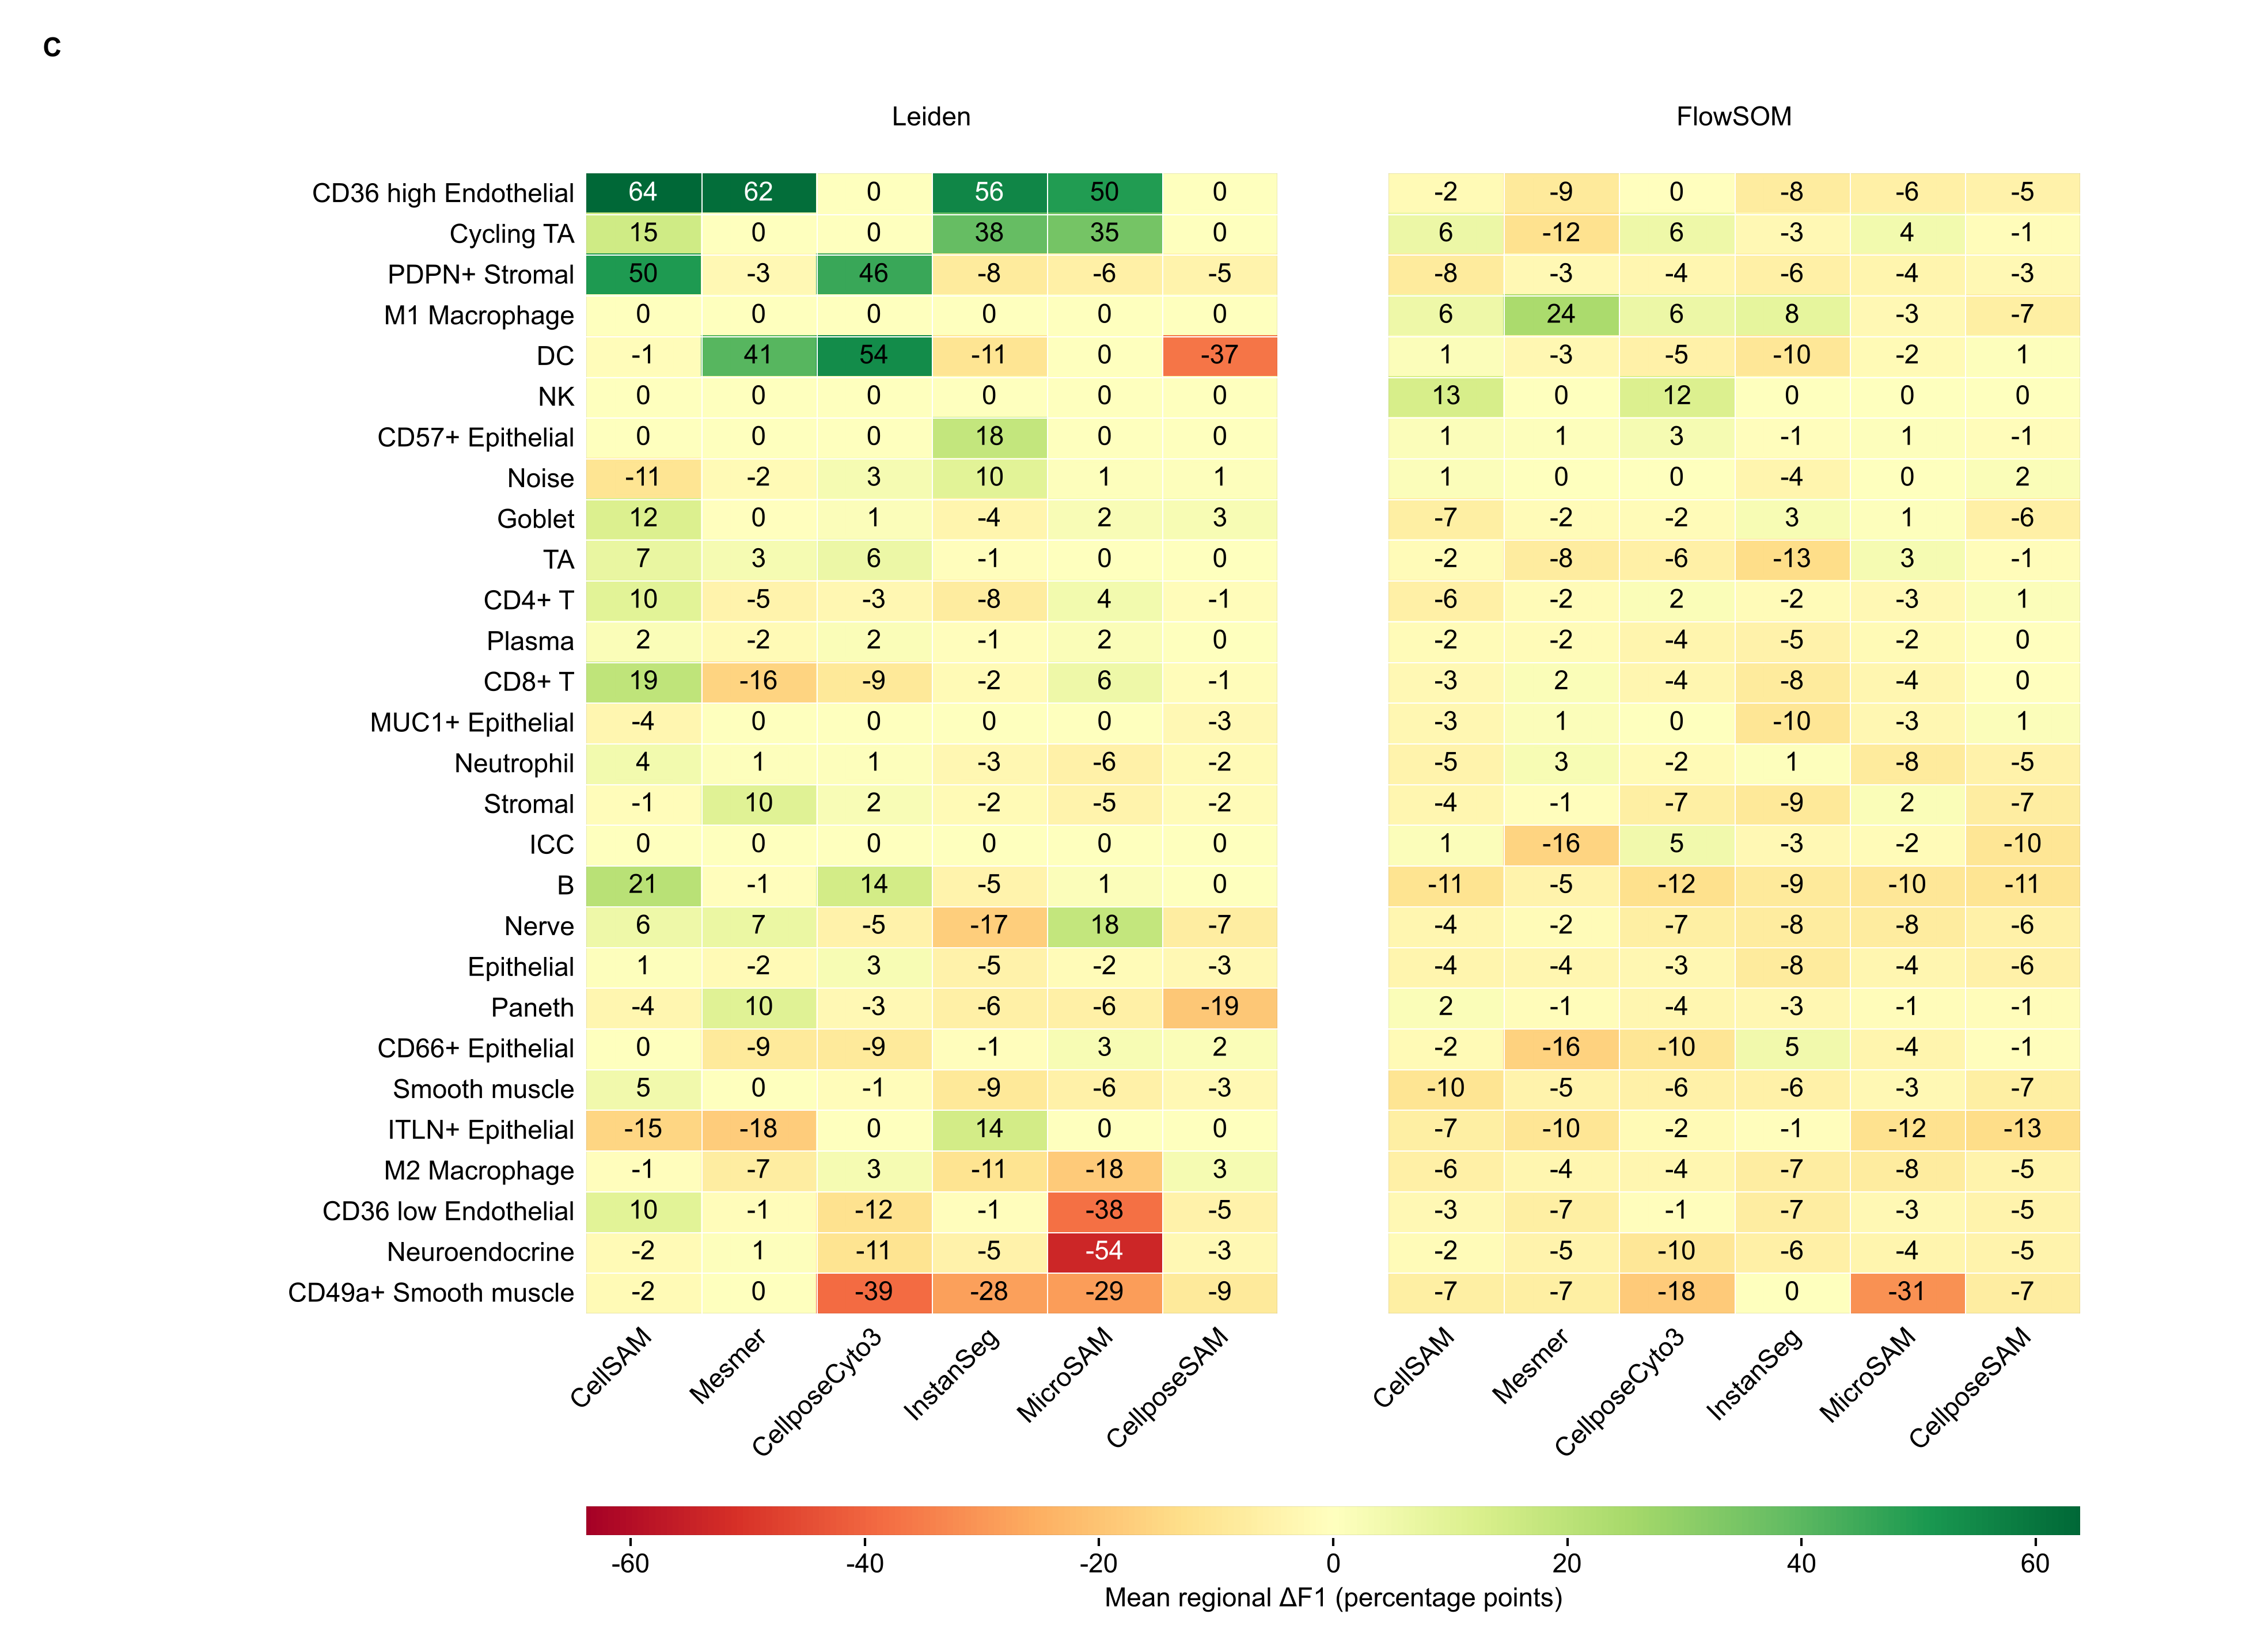 C
Leiden FlowSOM
CD36 high Endothelial 64 62 0 56 50 0 -2 -9 0 -8 -6 -5
Cycling TA 15 0 0 38 35 0 6 -12 6 -3 4 -1
PDPN+ Stromal 50 -3 46 -8 -6 -5 -8 -3 -4 -6 -4 -3
M1 Macrophage 0 0 0 0 0 0 6 24 6 8 -3 -7
DC -1 41 54 -11 0 -37 1 -3 -5 -10 -2 1
NK 0 0 0 0 0 0 13 0 12 0 0 0
CD57+ Epithelial 0 0 0 18 0 0 1 1 3 -1 1 -1
Noise -11 -2 3 10 1 1 1 0 0 -4 0 2
Goblet 12 0 1 -4 2 3 -7 -2 -2 3 1 -6
TA 7 3 6 -1 0 0 -2 -8 -6 -13 3 -1
CD4+ T 10 -5 -3 -8 4 -1 -6 -2 2 -2 -3 1
Plasma 2 -2 2 -1 2 0 -2 -2 -4 -5 -2 0
CD8+ T 19 -16 -9 -2 6 -1 -3 2 -4 -8 -4 0
MUC1+ Epithelial -4 0 0 0 0 -3 -3 1 0 -10 -3 1
Neutrophil 4 1 1 -3 -6 -2 -5 3 -2 1 -8 -5
Stromal -1 10 2 -2 -5 -2 -4 -1 -7 -9 2 -7
ICC 0 0 0 0 0 0 1 -16 5 -3 -2 -10
B 21 -1 14 -5 1 0 -11 -5 -12 -9 -10 -11
Nerve 6 7 -5 -17 18 -7 -4 -2 -7 -8 -8 -6
Epithelial 1 -2 3 -5 -2 -3 -4 -4 -3 -8 -4 -6
Paneth -4 10 -3 -6 -6 -19 2 -1 -4 -3 -1 -1
CD66+ Epithelial 0 -9 -9 -1 3 2 -2 -16 -10 5 -4 -1
Smooth muscle 5 0 -1 -9 -6 -3 -10 -5 -6 -6 -3 -7
ITLN+ Epithelial -15 -18 0 14 0 0 -7 -10 -2 -1 -12 -13
M2 Macrophage -1 -7 3 -11 -18 3 -6 -4 -4 -7 -8 -5
CD36 low Endothelial 10 -1 -12 -1 -38 -5 -3 -7 -1 -7 -3 -5
Neuroendocrine -2 1 -11 -5 -54 -3 -2 -5 -10 -6 -4 -5
CD49a+ Smooth muscle -2 0 -39 -28 -29 -9 -7 -7 -18 0 -31 -7
CellSAM Mesmer CellposeCyto3 InstanSeg MicroSAM CellposeSAM CellSAM Mesmer CellposeCyto3 InstanSeg MicroSAM CellposeSAM
-60 -40 -20 0 20 40 60
Mean regional ΔF1 (percentage points)